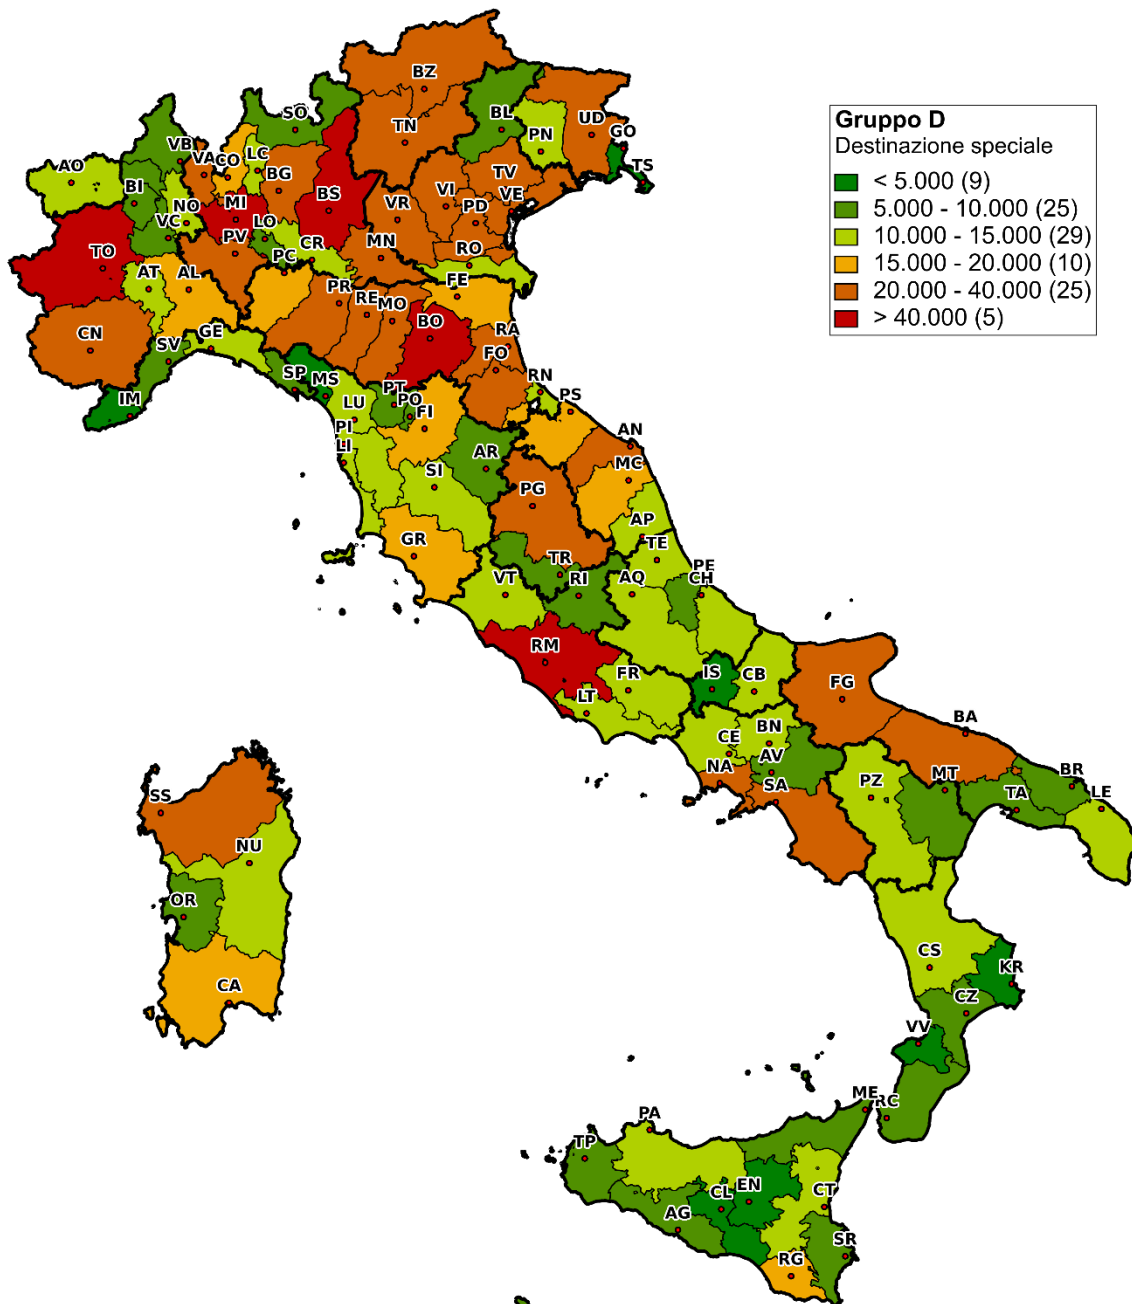 Gruppo D
Destinazione speciale
< 5.000 (9)
5.000 - 10.000 (25)
10.000 - 15.000 (29)
15.000 - 20.000 (10)
20.000 - 40.000 (25)
> 40.000 (5)
BZ
SO
BL
UD
GO
TN
PN
VB
VA
CO
LC
AO
BG
TV
TS
BI
BS
VI
VE
NO
MI
VR
PD
VC
LO
CR
MN
RO
TO
PV
PC
AT
AL
PR
RE
MO
FE
CN
SV
GE
BO
RA
FO
IM
SP
MS
PT
PO
RN
LU
FI
PS
PI
LI
AN
AR
SI
MC
PG
AP
GR
TE
TR
PE
VT
RI
AQ
CH
RM
FR
IS
CB
FG
LT
BA
CE
BN
NA
AV
SA
PZ
MT
BR
TA
LE
SS
NU
OR
CA
CS
KR
CZ
VV
ME
RC
PA
TP
EN
CL
CT
AG
SR
RG